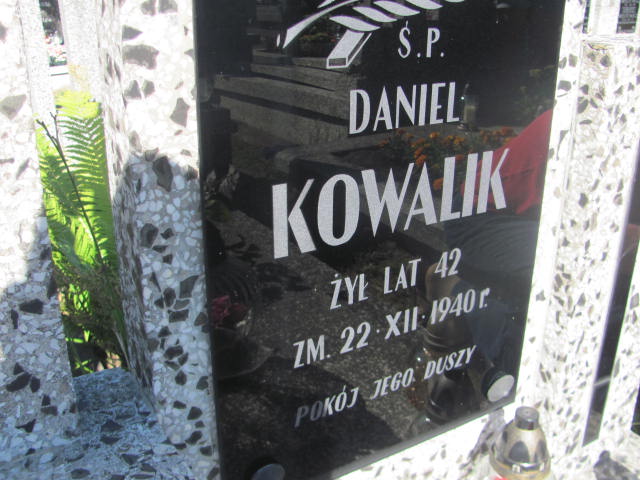 Ś.P.
DANIEL
KOWALIK
ŻYŁ LAT 42
ZM. 22 XII 1940 r.
POKÓJ JEGO DUSZY